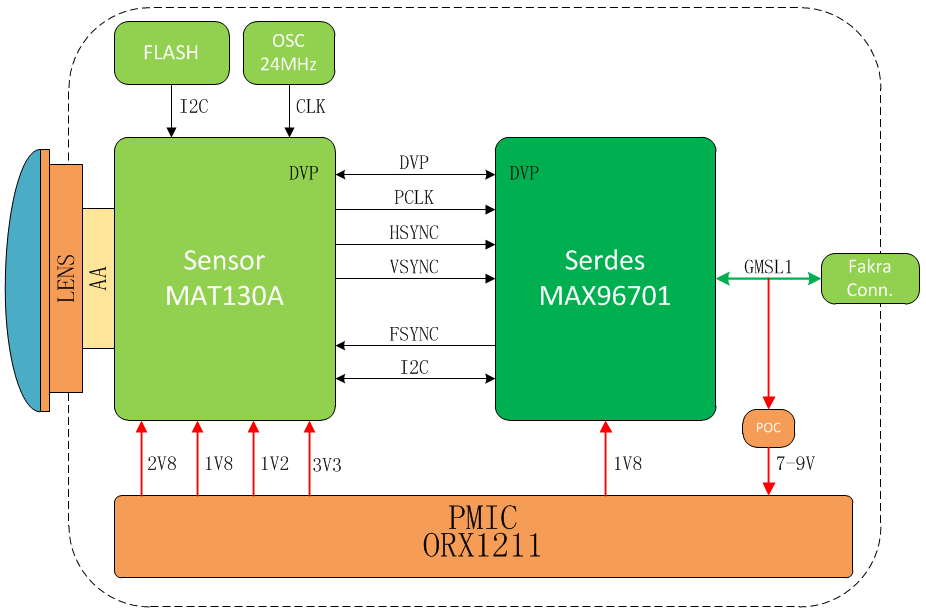 FLASH
OSC
24MHz
I2C
CLK
DVP
DVP
DVP
PCLK
HSYNC
VSYNC
FSYNC
I2C
LENS
AA
Sensor
MAT130A
Serdes
MAX96701
GMSL1
Fakra
Conn.
POC
7-9V
2V8
1V8
1V2
3V3
1V8
PMIC
ORX1211